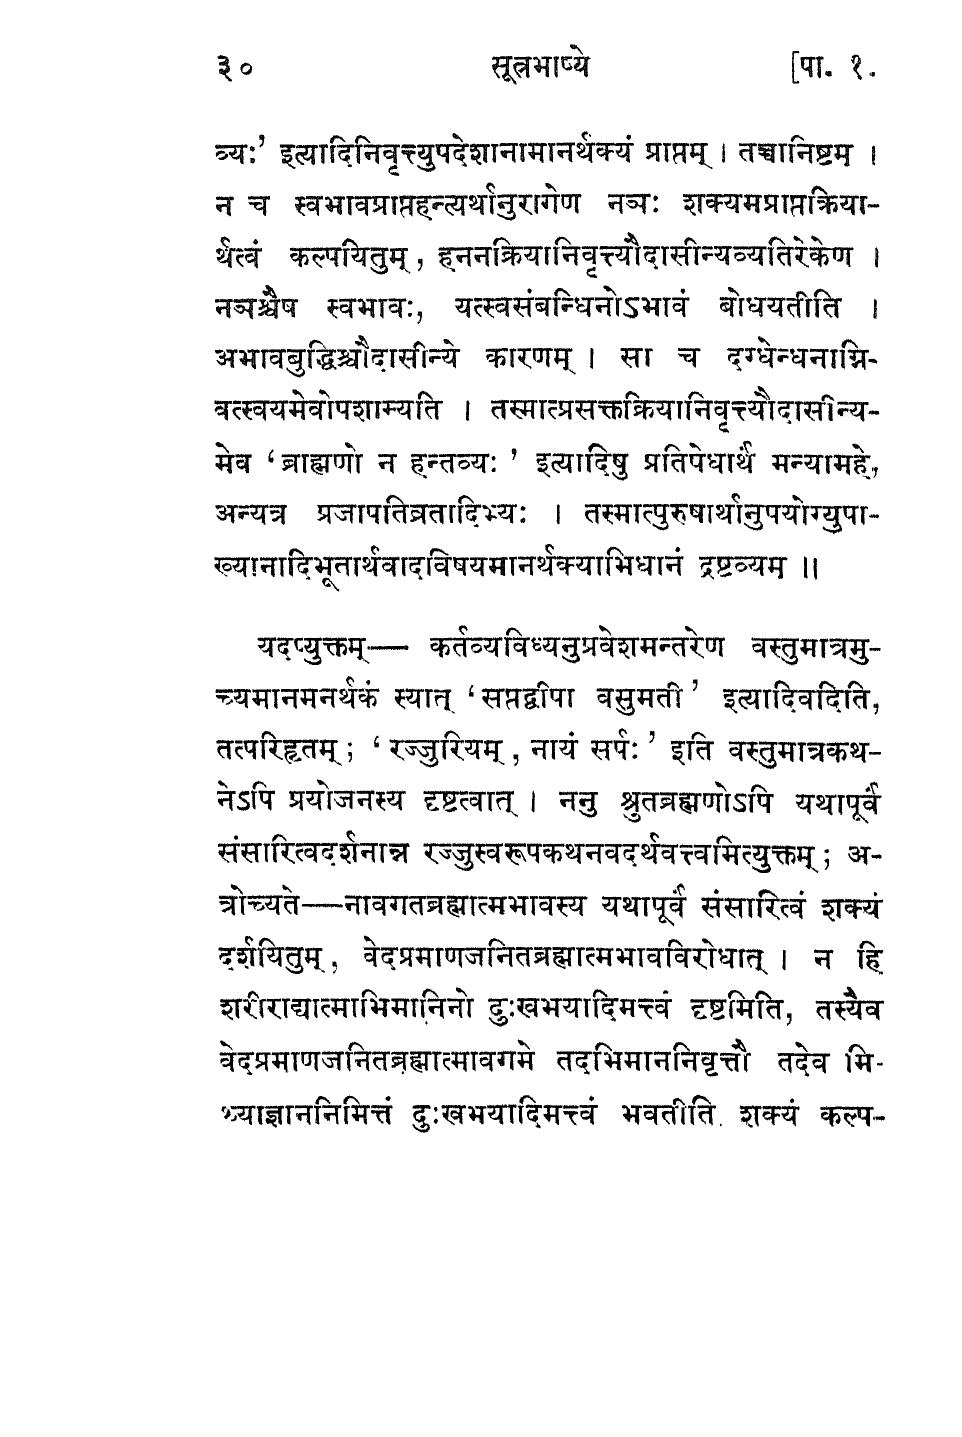 ३० सूत्रभाष्ये [पा. १.
व्यः’ इत्यादिनिवृत्त्युपदेशानामानर्थक्यं प्राप्तम् । तच्चानिष्टम् ।
न च स्वभावप्राप्तहन्त्यर्थानुरागेण नञः शक्यमप्राप्तक्रिया-
र्थत्वं कल्पयितुम् , हननक्रियानिवृत्त्यौदासीन्यव्यतिरेकेण ।
नञश्चैष स्वभावः, यत्स्वसंबन्धिनोऽभावं बोधयतीति ।
अभावबुद्धिश्चौदासीन्ये कारणम् । सा च दग्धेन्धनाग्नि-
वत्स्वयमेवोपशाम्यति । तस्मात्प्रसक्तक्रियानिवृत्त्यौदासीन्य-
मेव ‘ब्राह्मणो न हन्तव्यः ’ इत्यादिषु प्रतिषेधार्थं मन्यामहे,
अन्यत्र प्रजापतिव्रतादिभ्यः । तस्मात्पुरुषार्थानुपयोग्युपा-
ख्यानादिभूतार्थवादविषयमानर्थक्याभिधानं द्रष्टव्यम् ॥
यदप्युक्तम्— कर्तव्यविध्यनुप्रवेशमन्तरेण वस्तुमात्रमु-
च्यमानमनर्थकं स्यात् ‘सप्तद्वीपा वसुमती ’ इत्यादिवदिति,
तत्परिहृतम् ; ‘ रज्जुरियम् , नायं सर्पः ’ इति वस्तुमात्रकथ-
नेऽपि प्रयोजनस्य दृष्टत्वात् । ननु श्रुतब्रह्मणोऽपि यथापूर्वं
संसारित्वदर्शनान्न रज्जुस्वरूपकथनवदर्थवत्त्वमित्युक्तम् ; अ-
त्रोच्यते—नावगतब्रह्मात्मभावस्य यथापूर्वं संसारित्वं शक्यं
दर्शयितुम् , वेदप्रमाणजनितब्रह्मात्मभावविरोधात् । न हि
शरीराद्यात्माभिमानिनो दुःखभयादिमत्त्वं दृष्टमिति, तस्यैव
वेदप्रमाणजनितब्रह्मात्मावगमे तदभिमाननिवृत्तौ तदेव मि-
थ्याज्ञाननिमित्तं दुःखभयादिमत्त्वं भवतीति शक्यं कल्प-